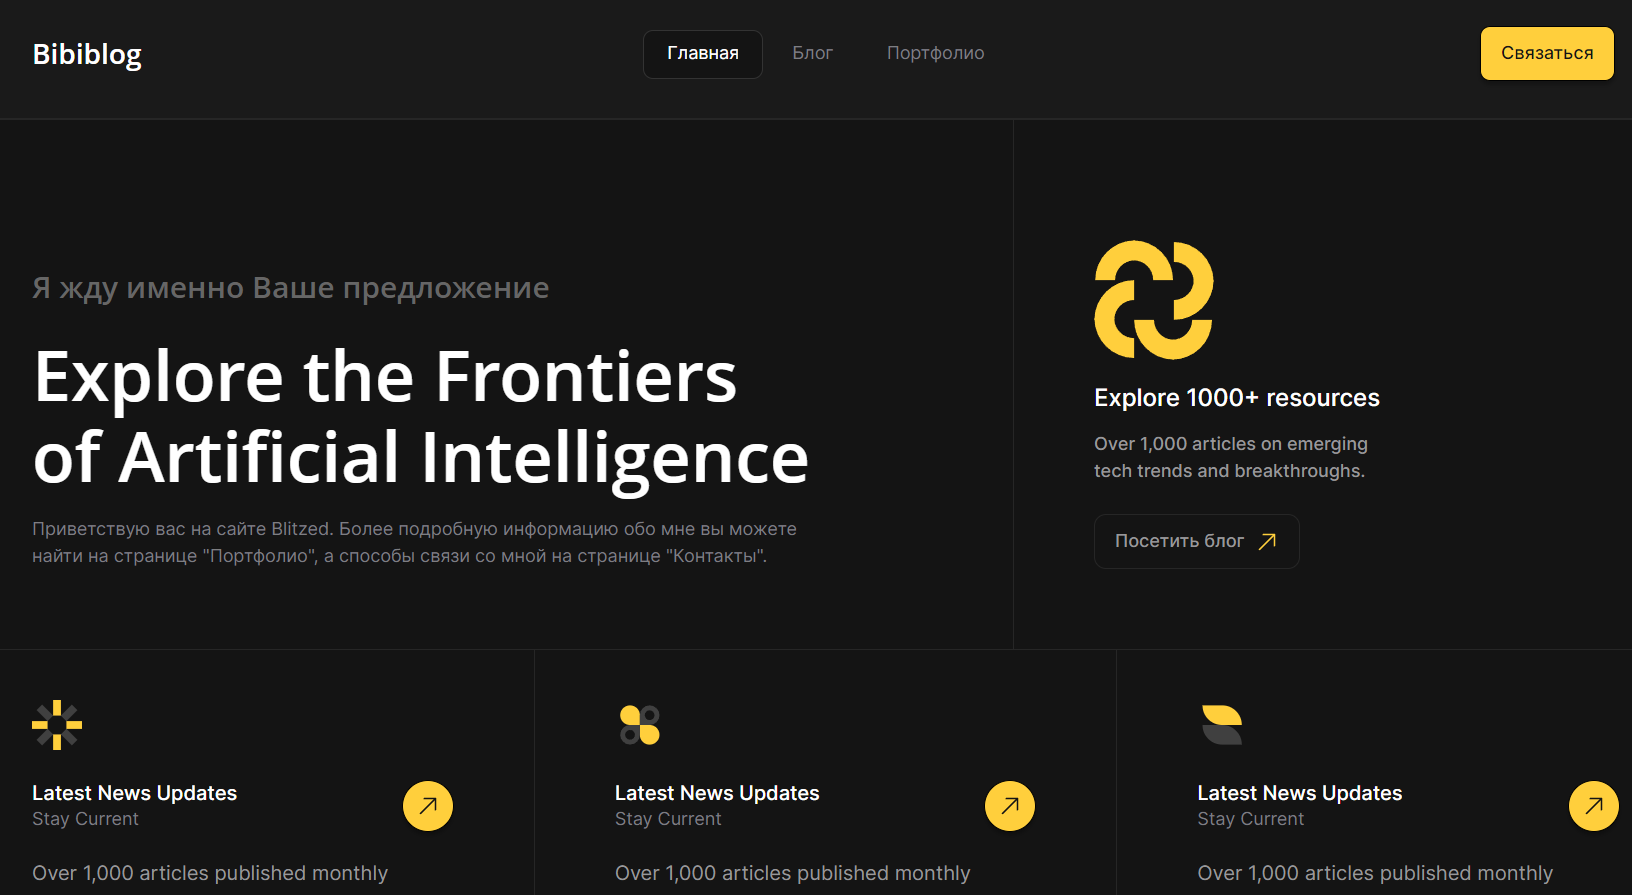 Bibiblog
Главная
Блог
Портфолио
Связаться
Я жду именно Ваше предложение
Explore the Frontiers
of Artificial Intelligence
Приветствую вас на сайте Blitzed. Более подробную информацию обо мне вы можете
найти на странице "Портфолио", а способы связи со мной на странице "Контакты".
Explore 1000+ resources
Over 1,000 articles on emerging
tech trends and breakthroughs.
Посетить блог
Latest News Updates
Stay Current
Over 1,000 articles published monthly
Latest News Updates
Stay Current
Over 1,000 articles published monthly
Latest News Updates
Stay Current
Over 1,000 articles published monthly